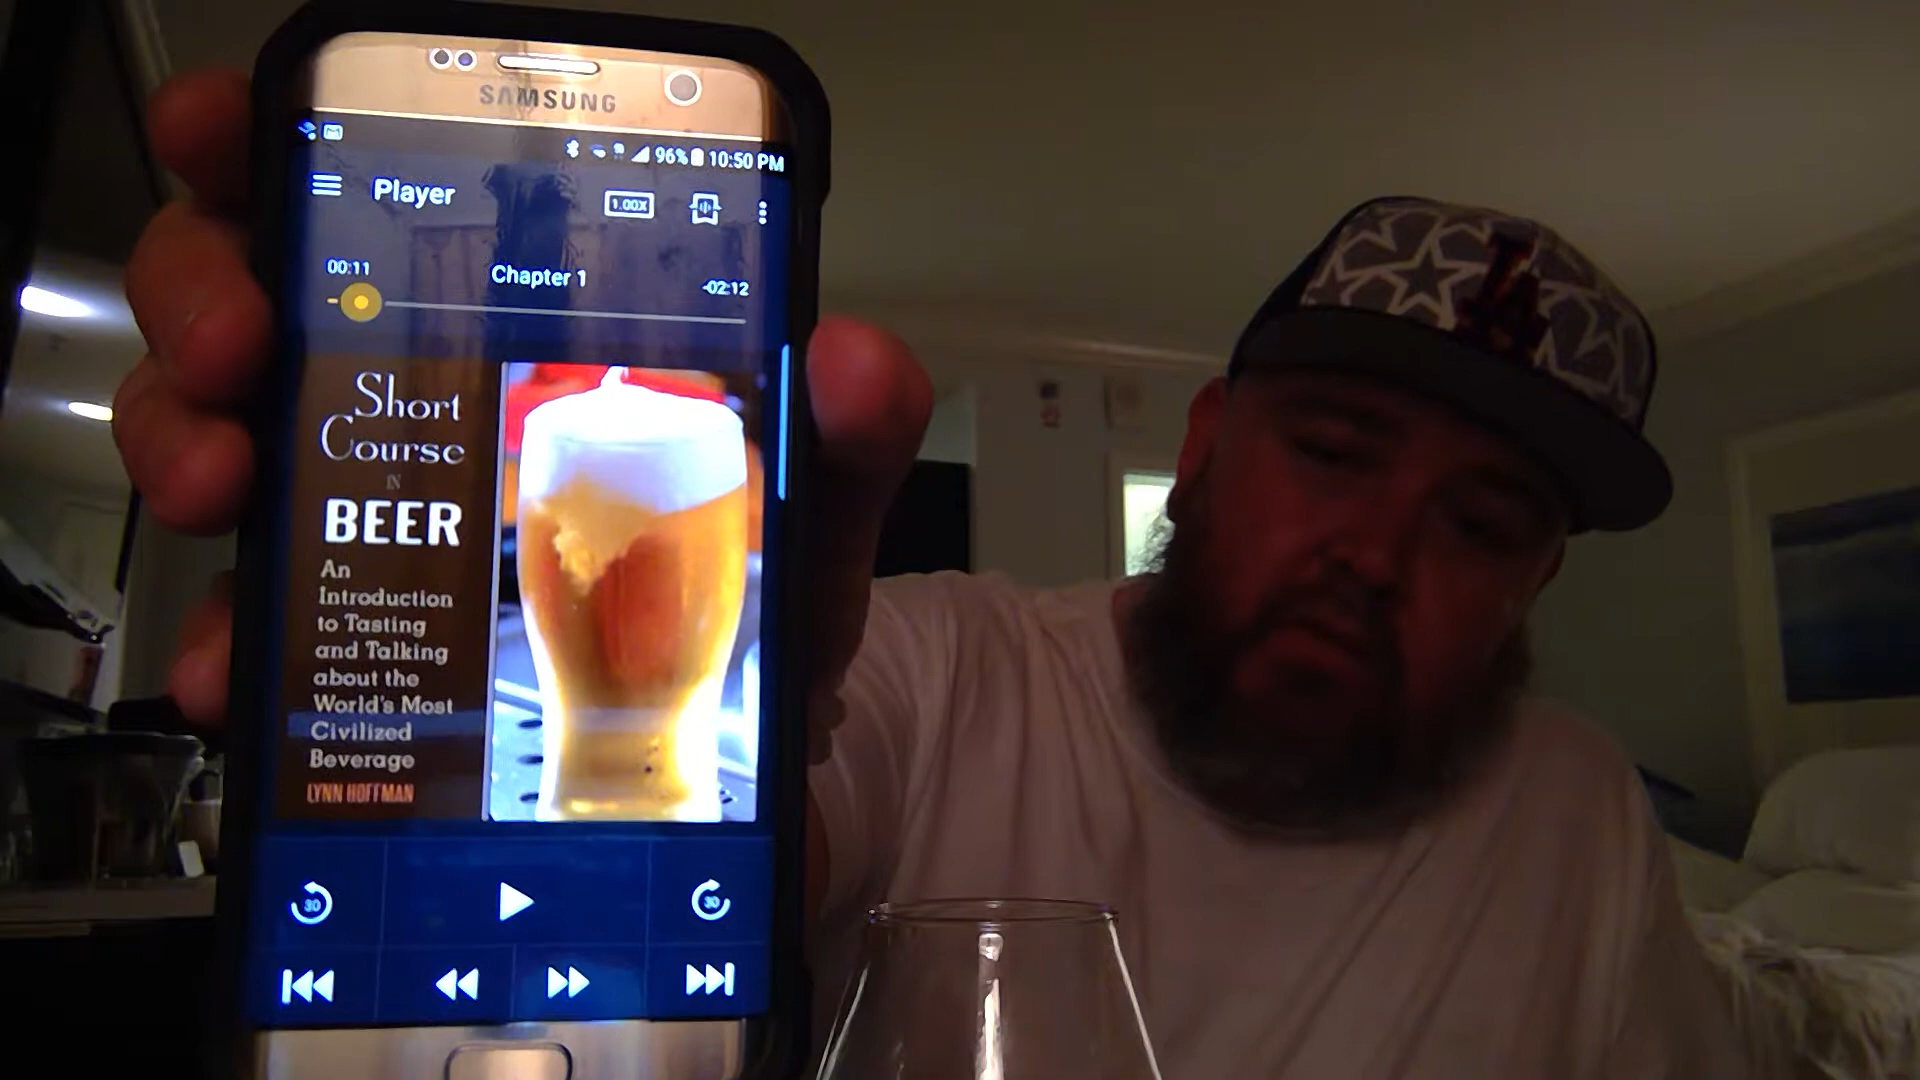 SAMSUNG
96% 10:50 PM
Player
1.00X
00:11
Chapter 1
-02:12
Short
Course
IN
BEER
An
Introduction
to Tasting
and Talking
about the
World's Most
Civilized
Beverage
LYNN HOFFMAN
30
30
LA